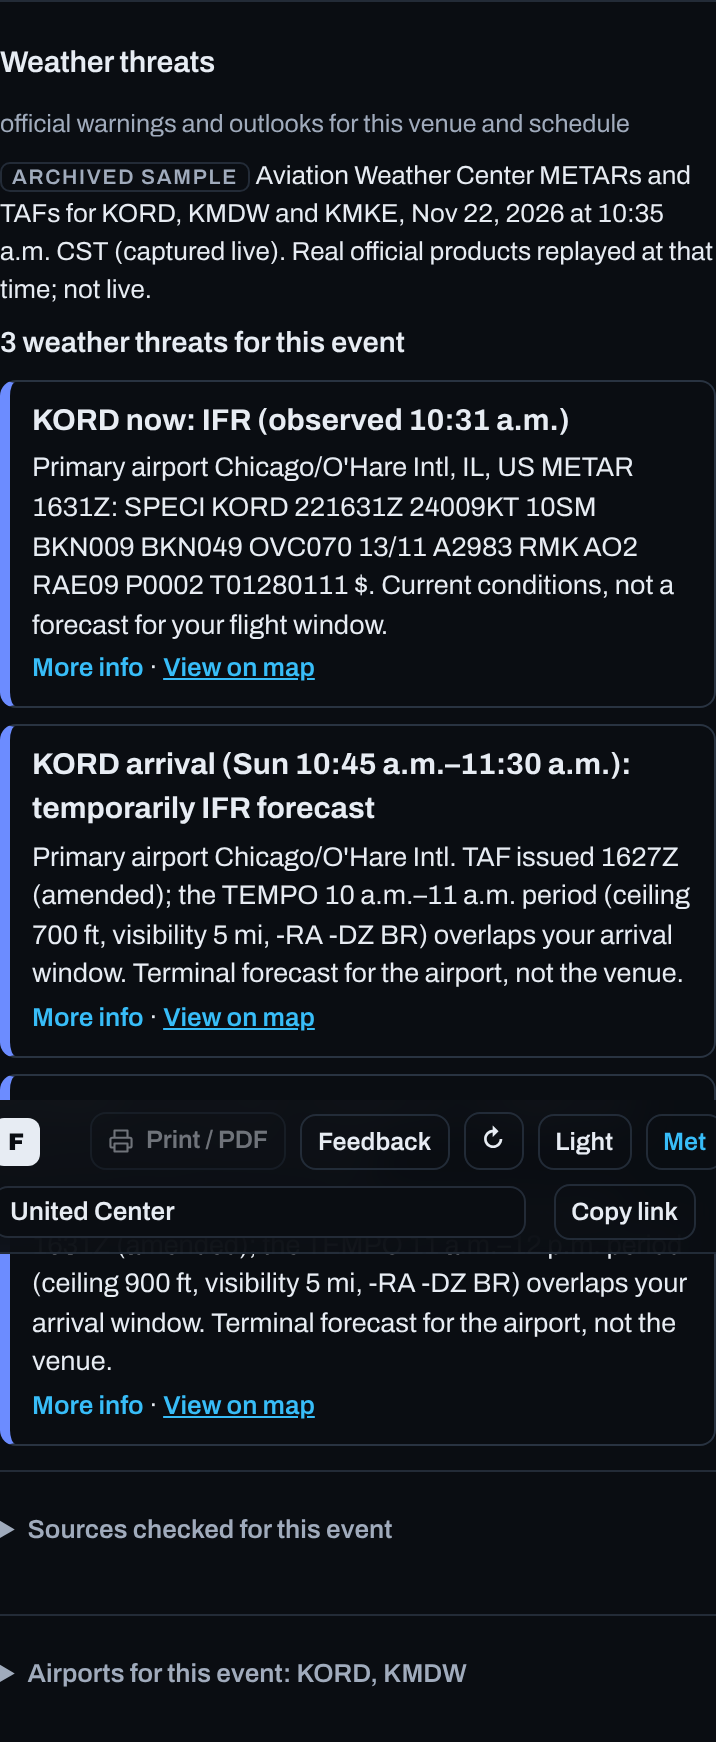 Weather threats
official warnings and outlooks for this venue and schedule
ARCHIVED SAMPLE Aviation Weather Center METARs and
TAFs for KORD, KMDW and KMKE, Nov 22, 2026 at 10:35
a.m. CST (captured live). Real official products replayed at that
time; not live.
3 weather threats for this event
KORD now: IFR (observed 10:31 a.m.)
Primary airport Chicago/O'Hare Intl, IL, US METAR
1631Z: SPECI KORD 221631Z 24009KT 10SM
BKN009 BKN049 OVC070 13/11 A2983 RMK AO2
RAE09 P0002 T01280111 $. Current conditions, not a
forecast for your flight window.
More info · View on map
KORD arrival (Sun 10:45 a.m.–11:30 a.m.):
temporarily IFR forecast
Primary airport Chicago/O'Hare Intl. TAF issued 1627Z
(amended); the TEMPO 10 a.m.–11 a.m. period (ceiling
700 ft, visibility 5 mi, -RA -DZ BR) overlaps your arrival
window. Terminal forecast for the airport, not the venue.
More info · View on map
F Print / PDF Feedback ↻ Light Met
United Center Copy link
1631Z (amended); the TEMPO 11 a.m.–12 p.m. period
(ceiling 900 ft, visibility 5 mi, -RA -DZ BR) overlaps your
arrival window. Terminal forecast for the airport, not the
venue.
More info · View on map
Sources checked for this event
Airports for this event: KORD, KMDW